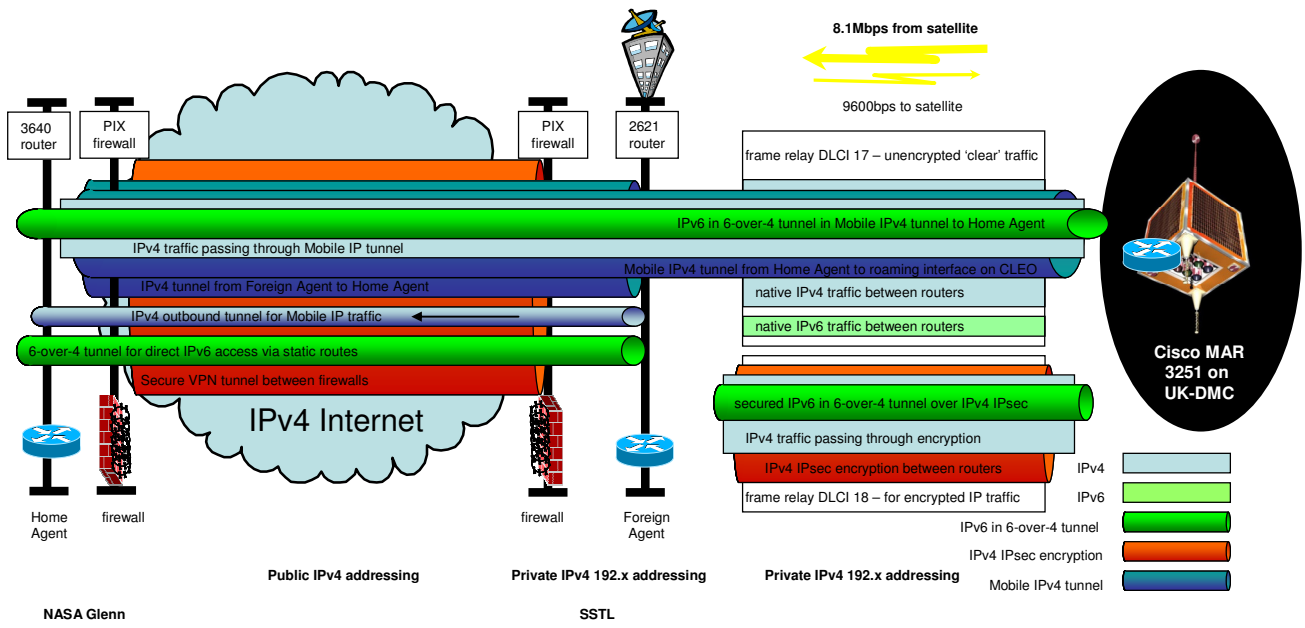 8.1Mbps from satellite
9600bps to satellite
3640
router
PIX
firewall
PIX
firewall
2621
router
frame relay DLCI 17 – unencrypted ‘clear’ traffic
IPv6 in 6-over-4 tunnel in Mobile IPv4 tunnel to Home Agent
IPv4 traffic passing through Mobile IP tunnel
Mobile IPv4 tunnel from Home Agent to roaming interface on CLEO
IPv4 tunnel from Foreign Agent to Home Agent
native IPv4 traffic between routers
IPv4 outbound tunnel for Mobile IP traffic
native IPv6 traffic between routers
6-over-4 tunnel for direct IPv6 access via static routes
Secure VPN tunnel between firewalls
IPv4 Internet
secured IPv6 in 6-over-4 tunnel over IPv4 IPsec
IPv4 traffic passing through encryption
IPv4 IPsec encryption between routers
frame relay DLCI 18 – for encrypted IP traffic
Cisco MAR
3251 on
UK-DMC
IPv4
IPv6
IPv6 in 6-over-4 tunnel
IPv4 IPsec encryption
Mobile IPv4 tunnel
Home
Agent
firewall
firewall
Foreign
Agent
Public IPv4 addressing
Private IPv4 192.x addressing
Private IPv4 192.x addressing
NASA Glenn
SSTL